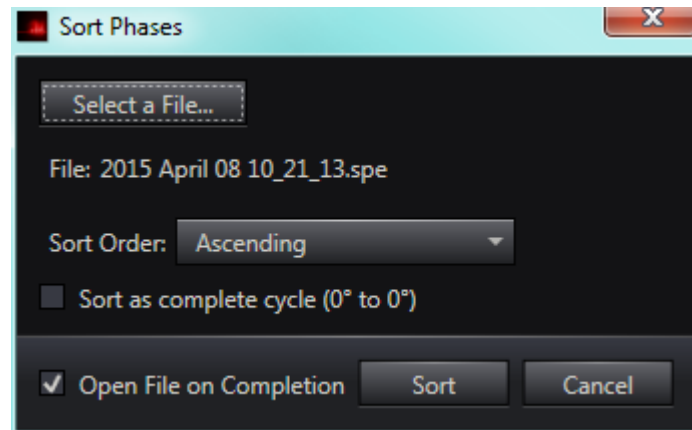 Sort Phases
Select a File...
File: 2015 April 08 10_21_13.spe
Sort Order: Ascending
Sort as complete cycle (0° to 0°)
Open File on Completion Sort Cancel